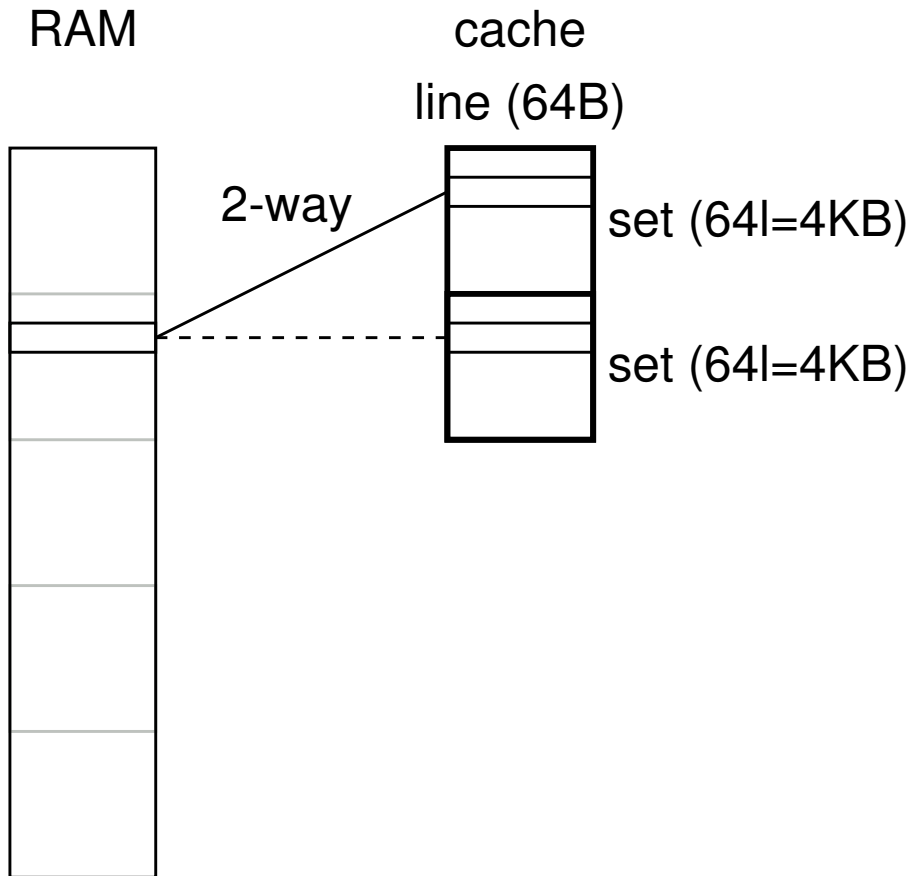 RAM
cache
line (64B)
2-way
set (64l=4KB)
set (64l=4KB)